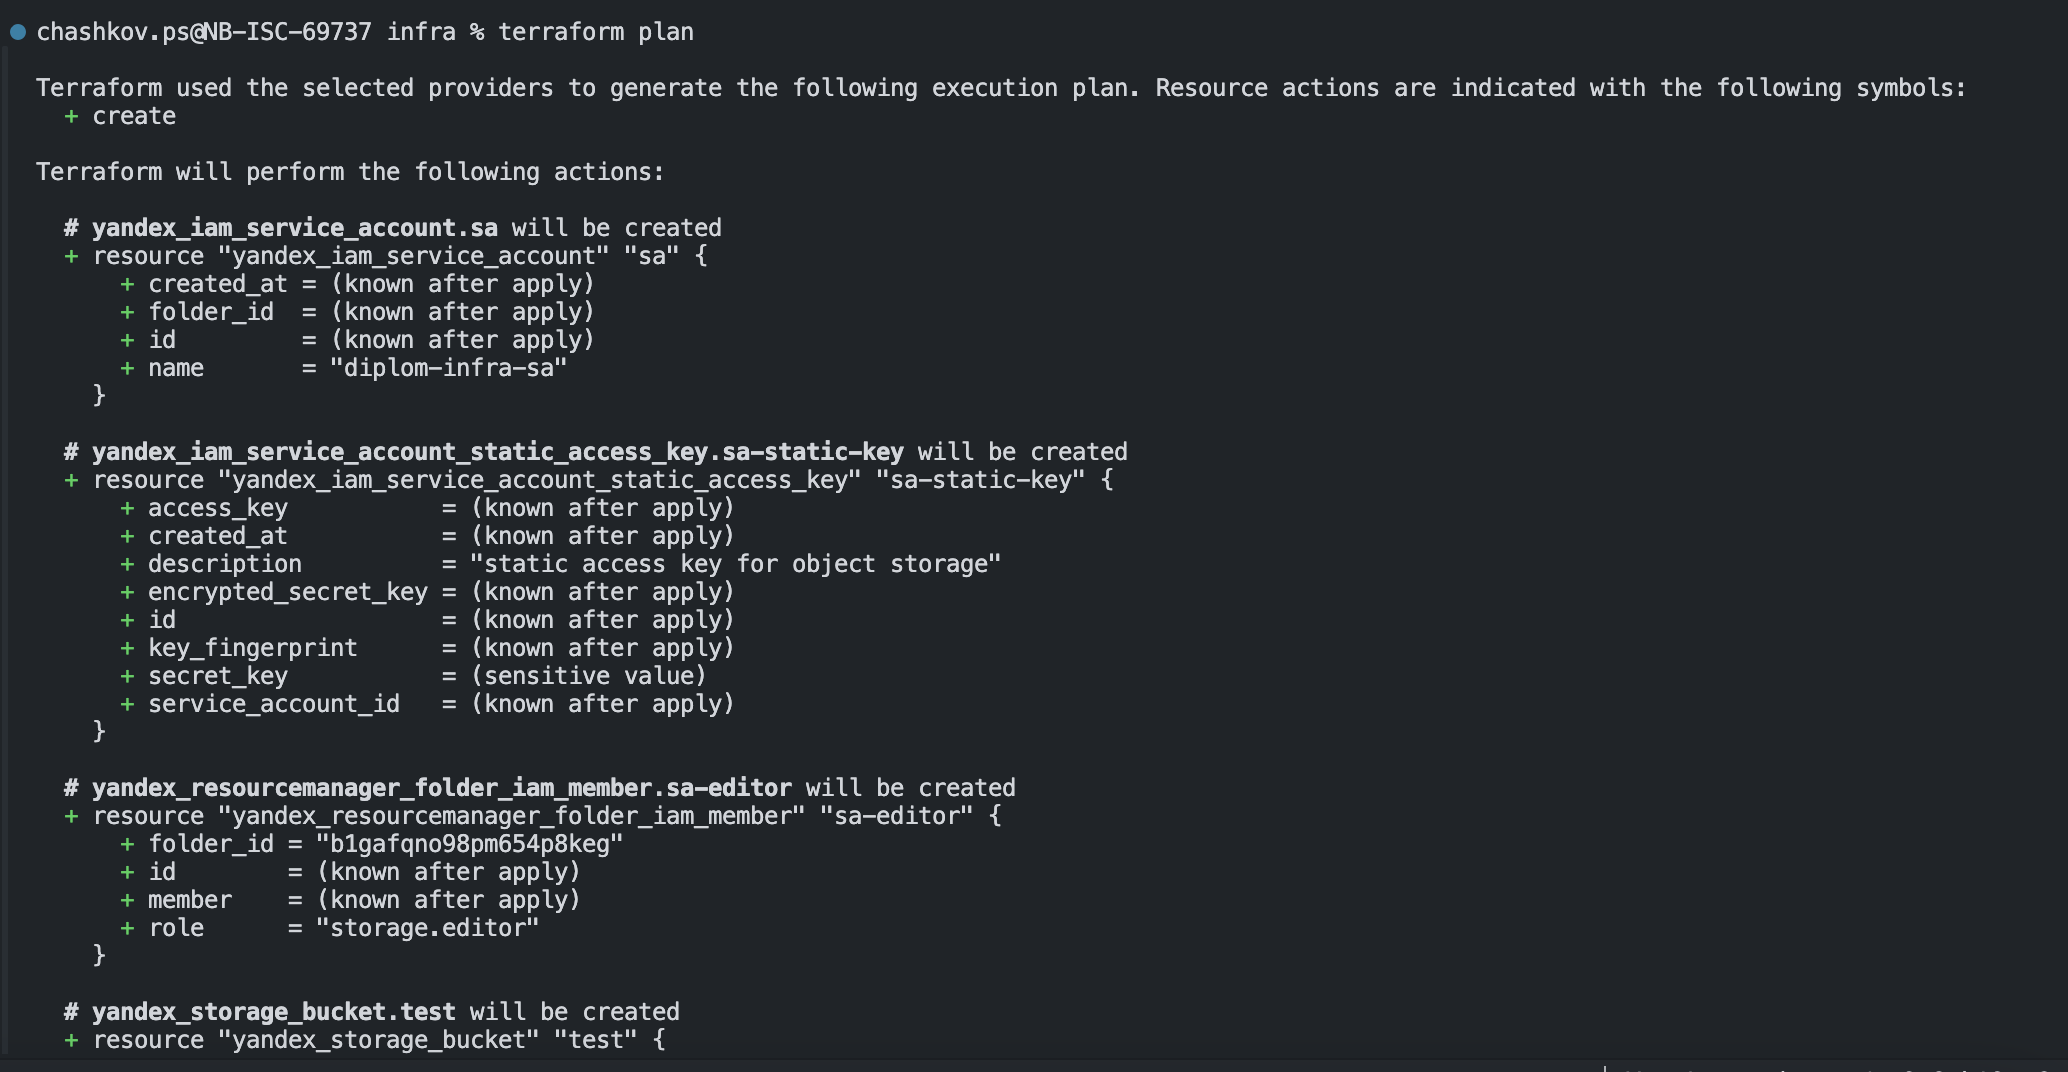 chashkov.ps@NB-ISC-69737 infra % terraform plan
Terraform used the selected providers to generate the following execution plan. Resource actions are indicated with the following symbols:
+ create
Terraform will perform the following actions:
# yandex_iam_service_account.sa will be created
+ resource "yandex_iam_service_account" "sa" {
+ created_at = (known after apply)
+ folder_id  = (known after apply)
+ id         = (known after apply)
+ name       = "diplom-infra-sa"
}
# yandex_iam_service_account_static_access_key.sa-static-key will be created
+ resource "yandex_iam_service_account_static_access_key" "sa-static-key" {
+ access_key           = (known after apply)
+ created_at           = (known after apply)
+ description          = "static access key for object storage"
+ encrypted_secret_key = (known after apply)
+ id                   = (known after apply)
+ key_fingerprint      = (known after apply)
+ secret_key           = (sensitive value)
+ service_account_id   = (known after apply)
}
# yandex_resourcemanager_folder_iam_member.sa-editor will be created
+ resource "yandex_resourcemanager_folder_iam_member" "sa-editor" {
+ folder_id = "b1gafqno98pm654p8keg"
+ id        = (known after apply)
+ member    = (known after apply)
+ role      = "storage.editor"
}
# yandex_storage_bucket.test will be created
+ resource "yandex_storage_bucket" "test" {